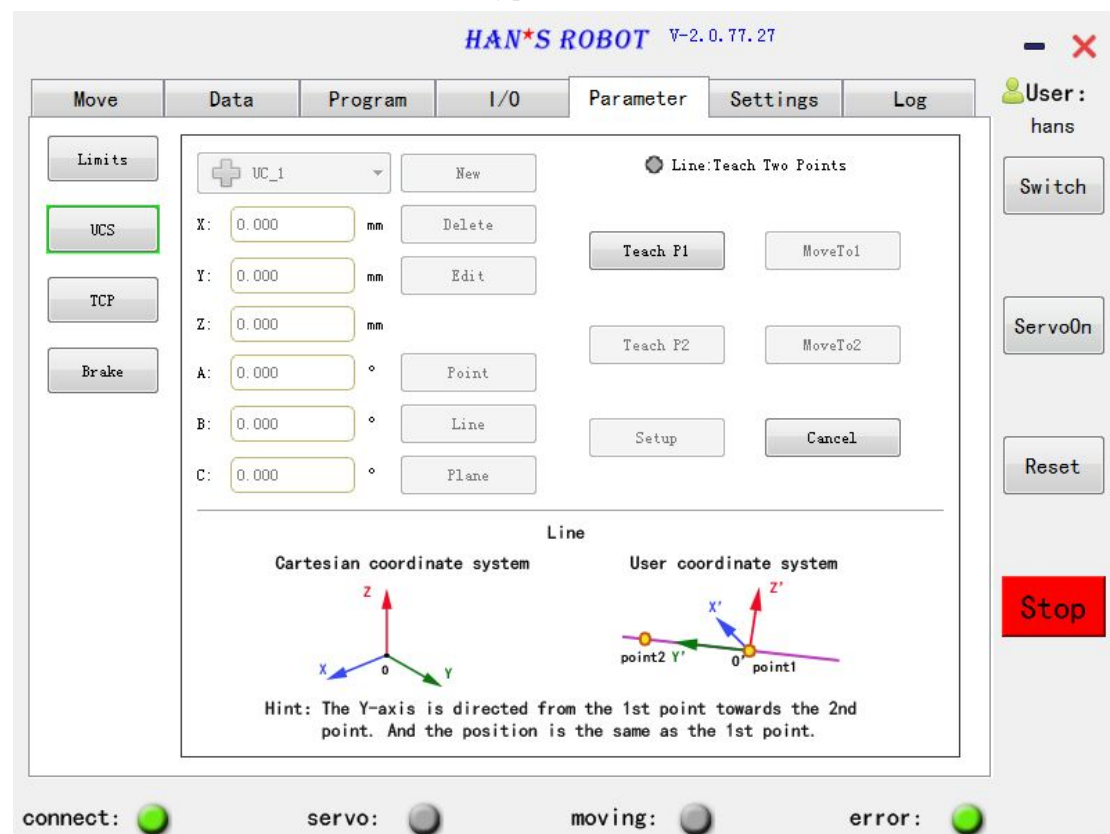 HAN*S ROBOT V-2.0.77.27
Move Data Program I/O Parameter Settings Log
User:
hans
Limits
UCS
TCP
Brake
UC_1 New
X: 0.000 mm Delete
Y: 0.000 mm Edit
Z: 0.000 mm
A: 0.000 ° Point
B: 0.000 ° Line
C: 0.000 ° Plane
Line:Teach Two Points
Teach P1 MoveTo1
Teach P2 MoveTo2
Setup Cancel
Switch
ServoOn
Reset
Stop
Line
Cartesian coordinate system
Z
X O Y
User coordinate system
Z'
X'
point2 Y' O' point1
Hint: The Y-axis is directed from the 1st point towards the 2nd
point. And the position is the same as the 1st point.
connect: servo: moving: error: